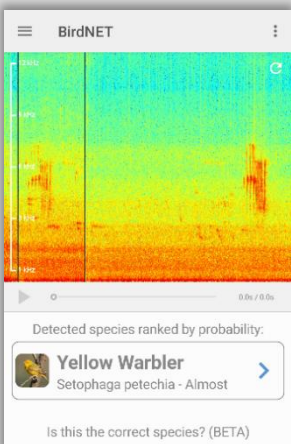 BirdNET
0.0s / 0.0s
Detected species ranked by probability:
Yellow Warbler
Setophaga petechia - Almost
Is this the correct species? (BETA)